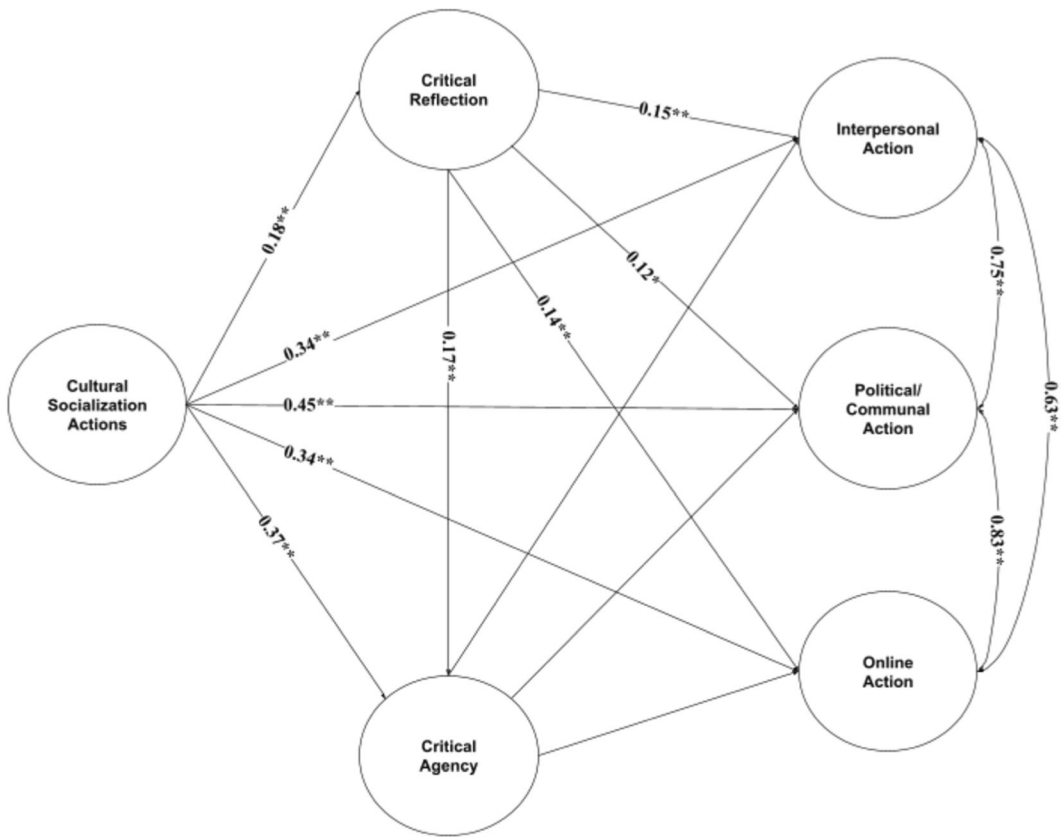 Critical
Reflection
0.15**
Interpersonal
Action
0.18**
0.12*
0.75**
0.14**
0.34**
0.17**
Cultural
Socialization
Actions
0.45**
Political/
Communal
Action
0.63**
0.34**
0.37**
0.83**
Online
Action
Critical
Agency